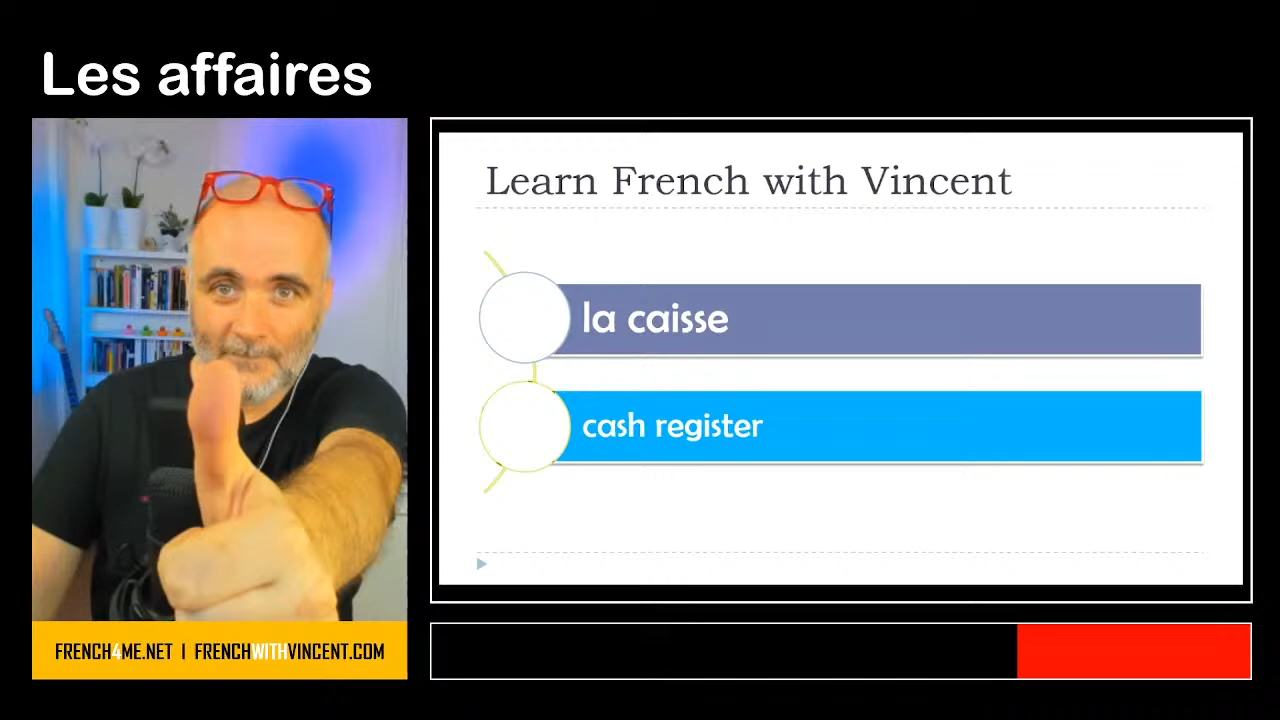 Les affaires
Learn French with Vincent
la caisse
cash register
FRENCH4ME.NET | FRENCHWITHVINCENT.COM